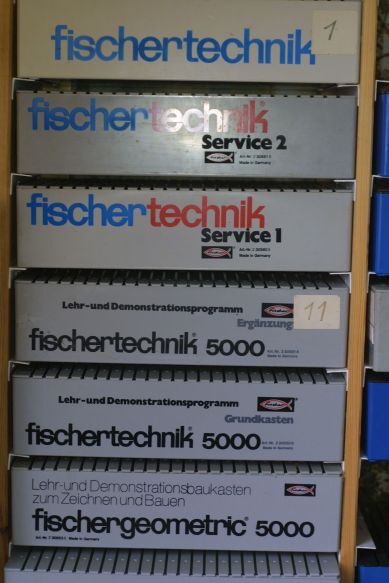 fischertechnik
1
fischertechnik®
Service 2
Made in Germany
fischertechnik
Service 1
Made in Germany
Lehr-und Demonstrationsprogramm
Ergänzung
11
fischertechnik® 5000
Made in Germany
Lehr-und Demonstrationsprogramm
Grundkasten
fischertechnik® 5000
Made in Germany
Lehr-und Demonstrationsbaukasten
zum Zeichnen und Bauen
fischergeometric® 5000
Made in Germany